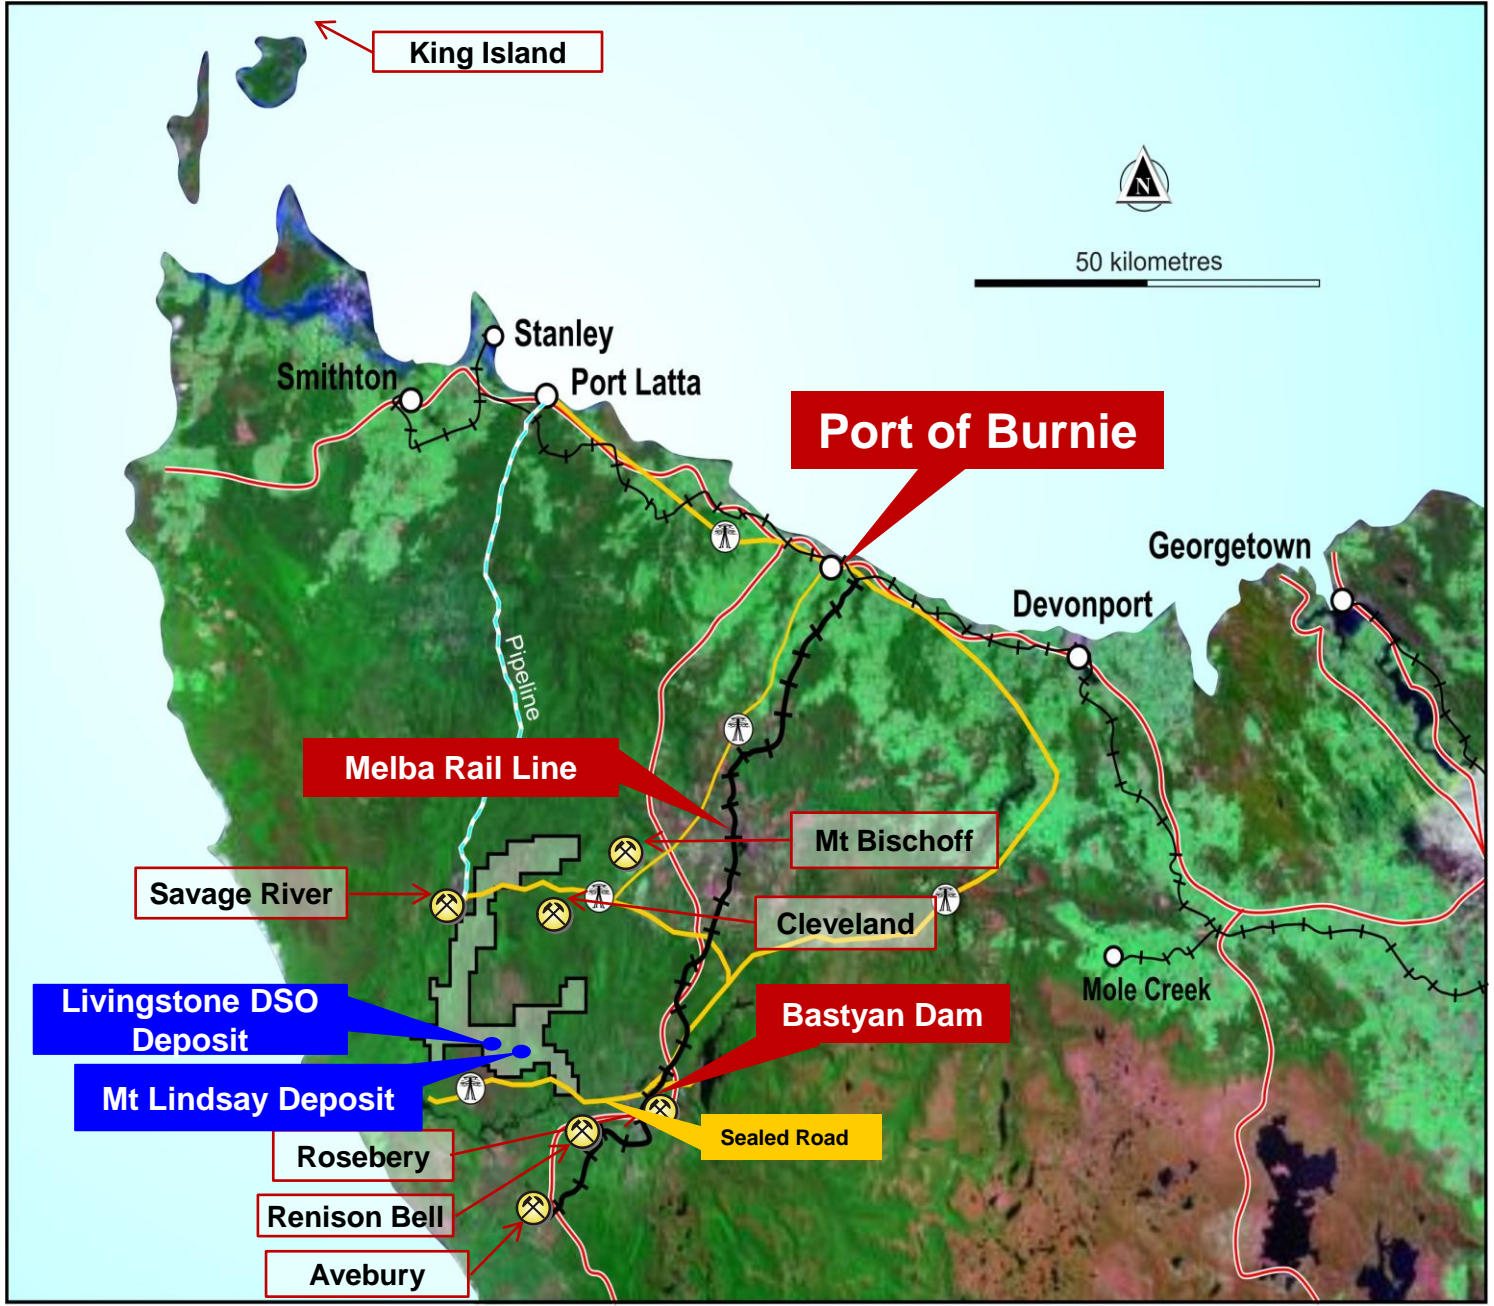 King Island
N
50 kilometres
Stanley
Smithton
Port Latta
Port of Burnie
Georgetown
Devonport
Pipeline
Melba Rail Line
Mt Bischoff
Savage River
Cleveland
Mole Creek
Livingstone DSO
Deposit
Bastyan Dam
Mt Lindsay Deposit
Sealed Road
Rosebery
Renison Bell
Avebury